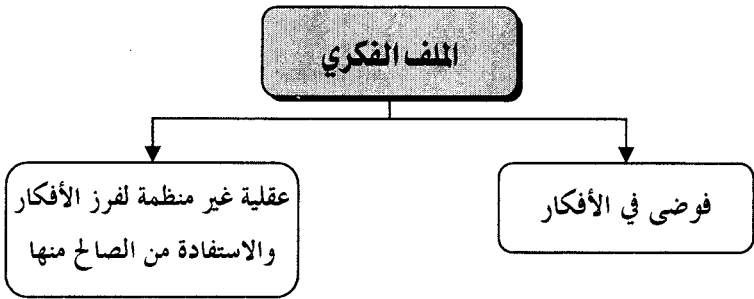 الملف الفكري
فوضى في الأفكار
عقلية غير منظمة لفرز الأفكار
والاستفادة من الصالح منها